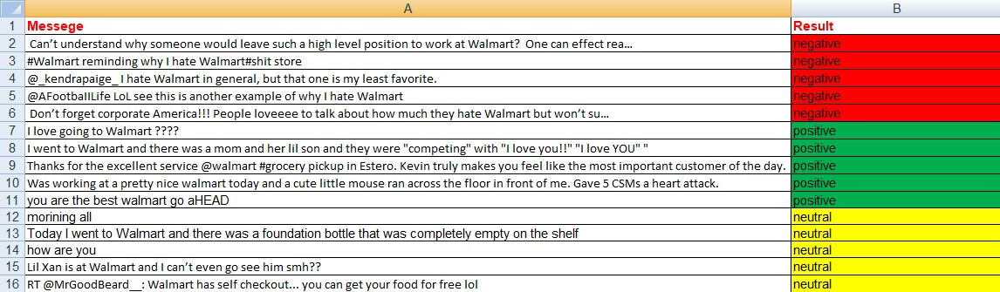 A B
1 Messege Result
2 Can't understand why someone would leave such a high level position to work at Walmart? One can effect rea… negative
3 #Walmart reminding why I hate Walmart#shit store negative
4 @_kendrapaige_ I hate Walmart in general, but that one is my least favorite. negative
5 @AFootballLife LoL see this is another example of why I hate Walmart negative
6 Don't forget corporate America!!! People loveeee to talk about how much they hate Walmart but won't su… negative
7 I love going to Walmart ???? positive
8 I went to Walmart and there was a mom and her lil son and they were "competing" with "I love you!!" "I love YOU" " positive
9 Thanks for the excellent service @walmart #grocery pickup in Estero. Kevin truly makes you feel like the most important customer of the day. positive
10 Was working at a pretty nice walmart today and a cute little mouse ran across the floor in front of me. Gave 5 CSMs a heart attack. positive
11 you are the best walmart go aHEAD positive
12 morining all neutral
13 Today I went to Walmart and there was a foundation bottle that was completely empty on the shelf neutral
14 how are you neutral
15 Lil Xan is at Walmart and I can't even go see him smh?? neutral
16 RT @MrGoodBeard__: Walmart has self checkout... you can get your food for free lol neutral